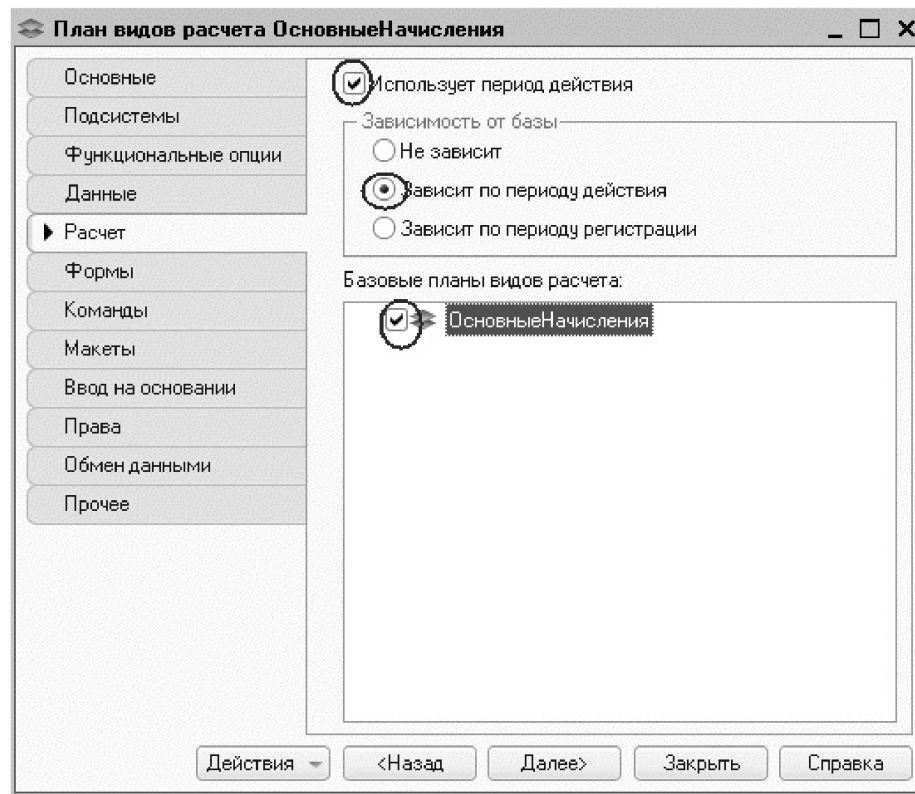 План видов расчета ОсновныеНачисления
Основные
Подсистемы
Функциональные опции
Данные
Расчет
Формы
Команды
Макеты
Ввод на основании
Права
Обмен данными
Прочее
Использует период действия
Зависимость от базы
Не зависит
Зависит по периоду действия
Зависит по периоду регистрации
Базовые планы видов расчета:
ОсновныеНачисления
Действия
<Назад
Далее>
Закрыть
Справка